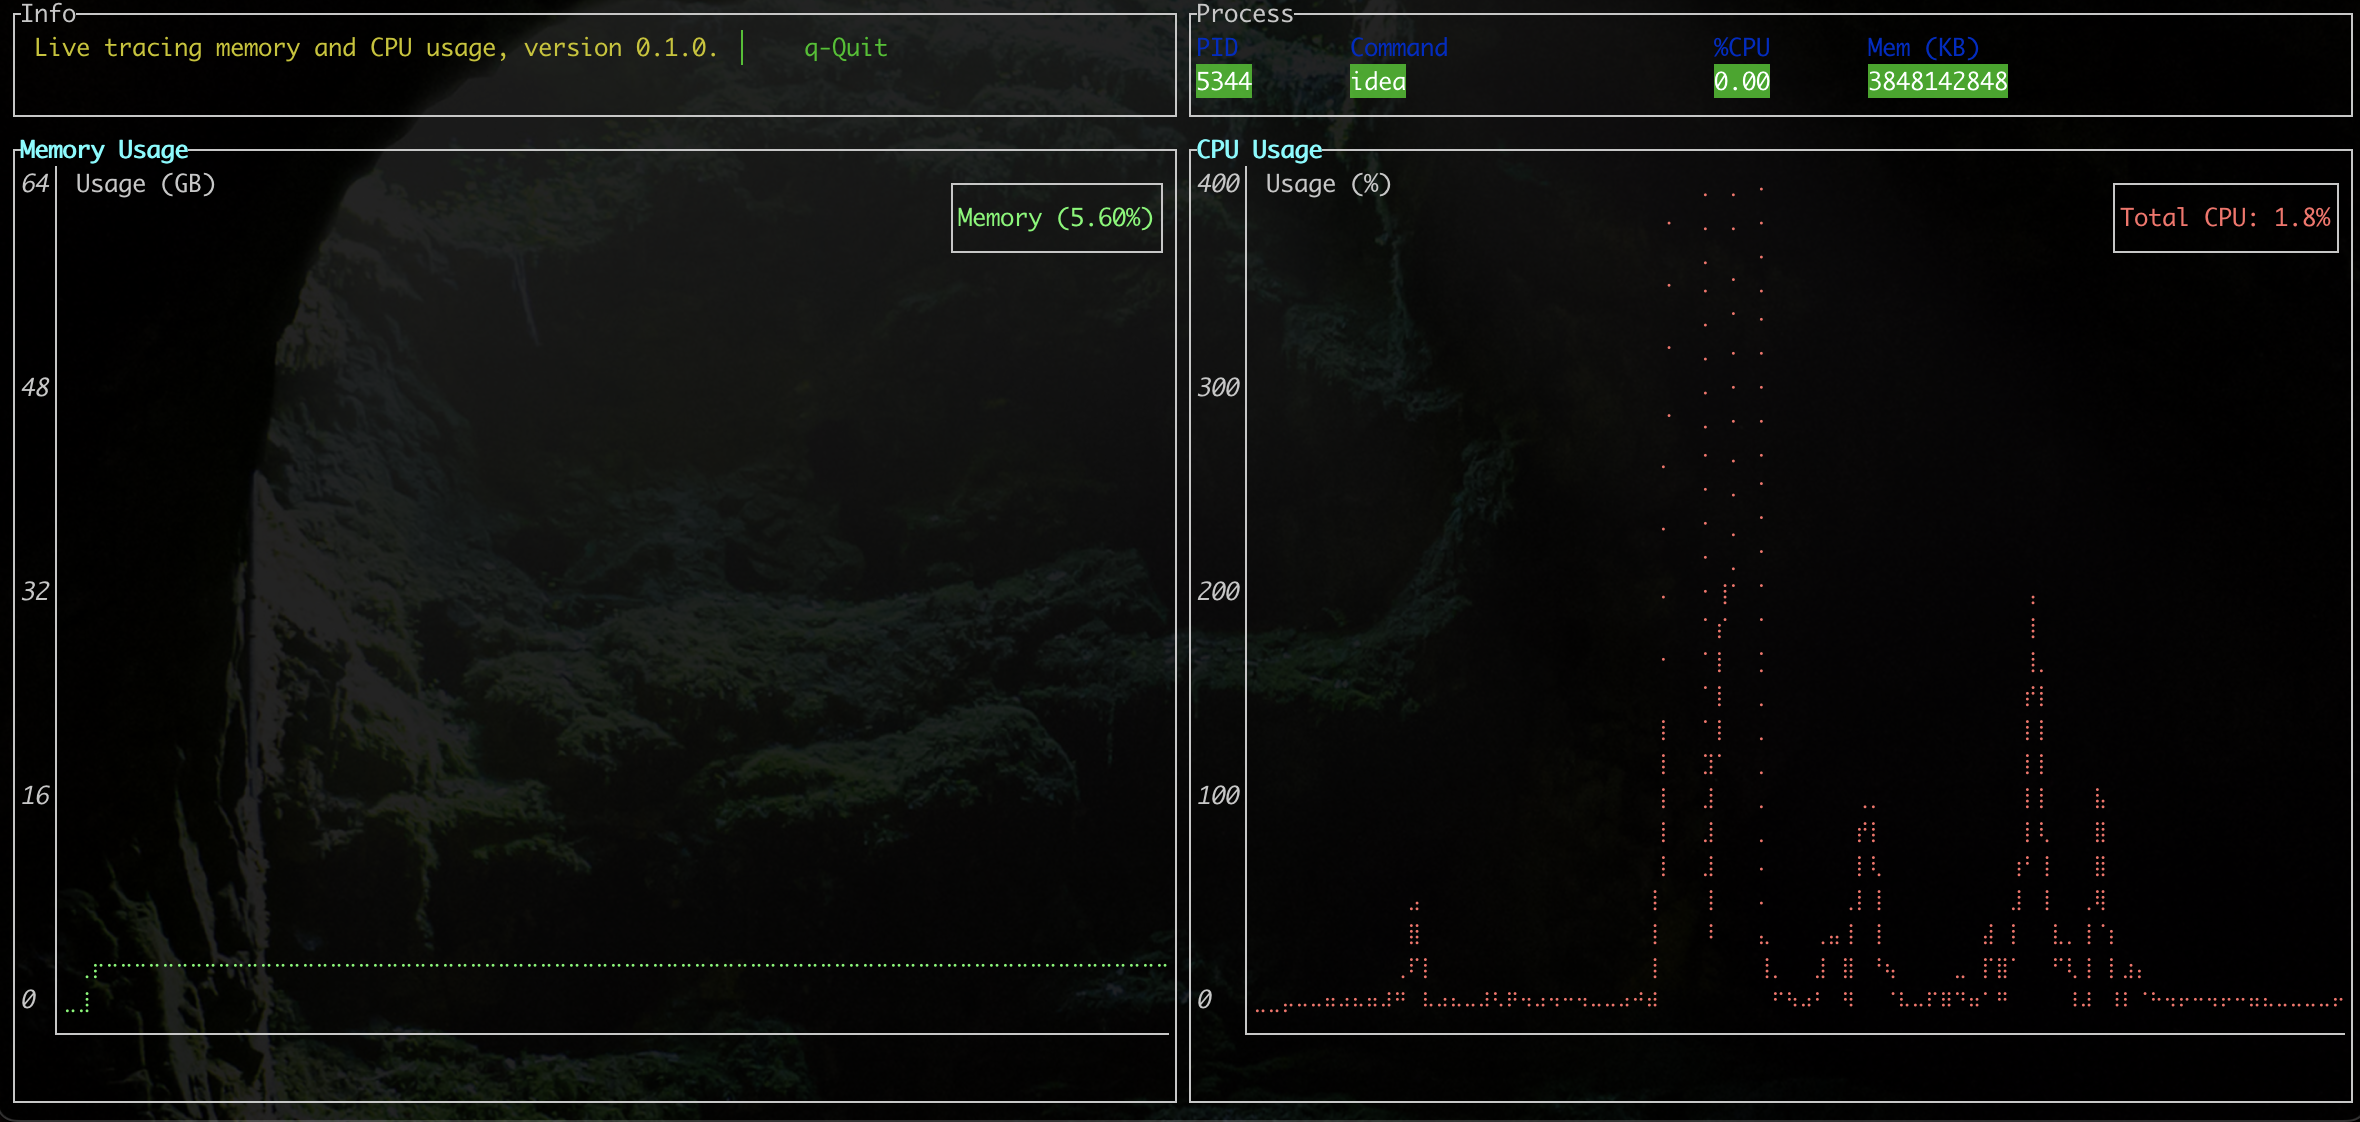 Info
Live tracing memory and CPU usage, version 0.1.0. │ q-Quit
Process
PID Command %CPU Mem (KB)
5344 idea 0.00 3848142848
Memory Usage
64 Usage (GB)
Memory (5.60%)
48
32
16
0
CPU Usage
400 Usage (%)
Total CPU: 1.8%
300
200
100
0